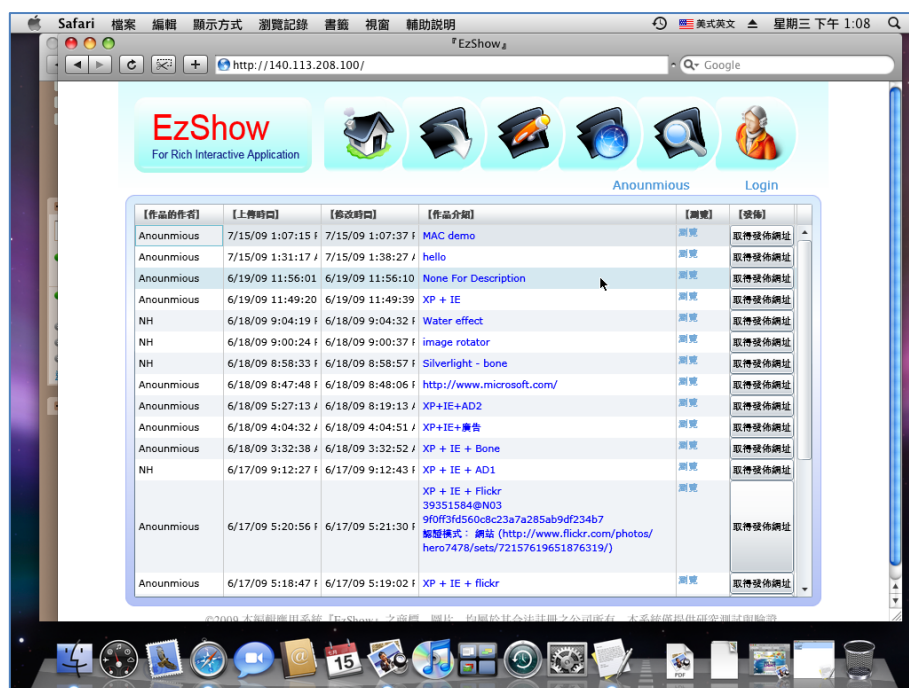 Safari 檔案 編輯 顯示方式 瀏覽記錄 書籤 視窗 輔助說明 美式英文 星期三 下午 1:08
『EzShow』
http://140.113.208.100/ Google
EzShow
For Rich Interactive Application
Anounmious Login
【作品的作者】 【上傳時間】 【修改時間】 【作品介紹】 【瀏覽】 【發佈】
Anounmious 7/15/09 1:07:15 7/15/09 1:07:37 MAC demo 瀏覽 取得發佈網址
Anounmious 7/15/09 1:31:17 7/15/09 1:38:27 hello 瀏覽 取得發佈網址
Anounmious 6/19/09 11:56:01 6/19/09 11:56:10 None For Description 瀏覽 取得發佈網址
Anounmious 6/19/09 11:49:20 6/19/09 11:49:39 XP + IE 瀏覽 取得發佈網址
NH 6/18/09 9:04:19 6/18/09 9:04:32 Water effect 瀏覽 取得發佈網址
NH 6/18/09 9:00:24 6/18/09 9:00:37 image rotator 瀏覽 取得發佈網址
NH 6/18/09 8:58:33 6/18/09 8:58:57 Silverlight - bone 瀏覽 取得發佈網址
Anounmious 6/18/09 8:47:48 6/18/09 8:48:06 http://www.microsoft.com/ 瀏覽 取得發佈網址
Anounmious 6/18/09 5:27:13 6/18/09 8:19:13 XP+IE+AD2 瀏覽 取得發佈網址
Anounmious 6/18/09 4:04:32 6/18/09 4:04:51 XP+IE+廣告 瀏覽 取得發佈網址
Anounmious 6/18/09 3:32:38 6/18/09 3:32:52 XP + IE + Bone 瀏覽 取得發佈網址
NH 6/17/09 9:12:27 6/17/09 9:12:43 XP + IE + AD1 瀏覽 取得發佈網址
XP + IE + Flickr 瀏覽
39351584@N03
9f0ff3fd560c8c23a7a285ab9df234b7
Anounmious 6/17/09 5:20:56 6/17/09 5:21:30 認證模式： 網站 (http://www.flickr.com/photos/ 取得發佈網址
hero7478/sets/72157619651876319/)
Anounmious 6/17/09 5:18:47 6/17/09 5:19:02 XP + IE + flickr 瀏覽 取得發佈網址
15
PDF